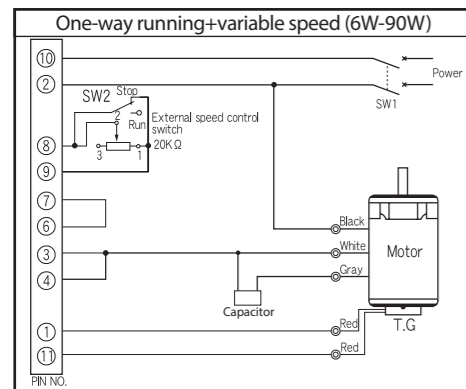 One-way running+variable speed (6W-90W)
10
Power
2
SW1
SW2
Stop
2
Run
External speed control
switch
8
3
1
20KΩ
9
7
6
Black
3
White
Motor
4
Gray
Capacitor
1
Red
T.G
11
Red
PIN NO.